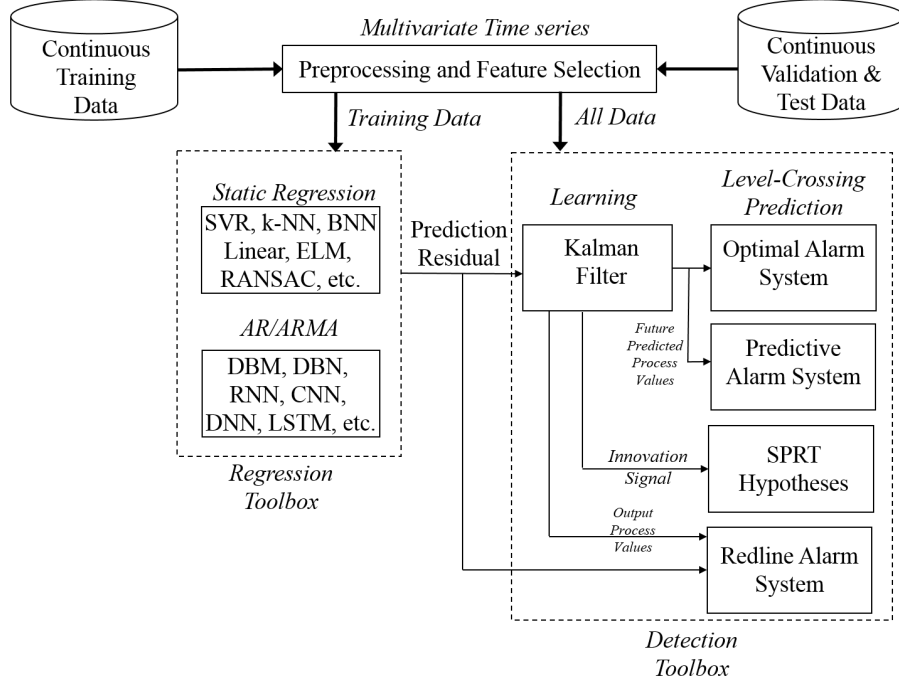 Continuous
Training
Data
Multivariate Time series
Preprocessing and Feature Selection
Continuous
Validation &
Test Data
Training Data
All Data
Static Regression
SVR, k-NN, BNN
Linear, ELM,
RANSAC, etc.
AR/ARMA
DBM, DBN,
RNN, CNN,
DNN, LSTM, etc.
Regression
Toolbox
Prediction
Residual
Learning
Kalman
Filter
Level-Crossing
Prediction
Optimal Alarm
System
Future
Predicted
Process
Values
Predictive
Alarm System
Innovation
Signal
SPRT
Hypotheses
Output
Process
Values
Redline Alarm
System
Detection
Toolbox